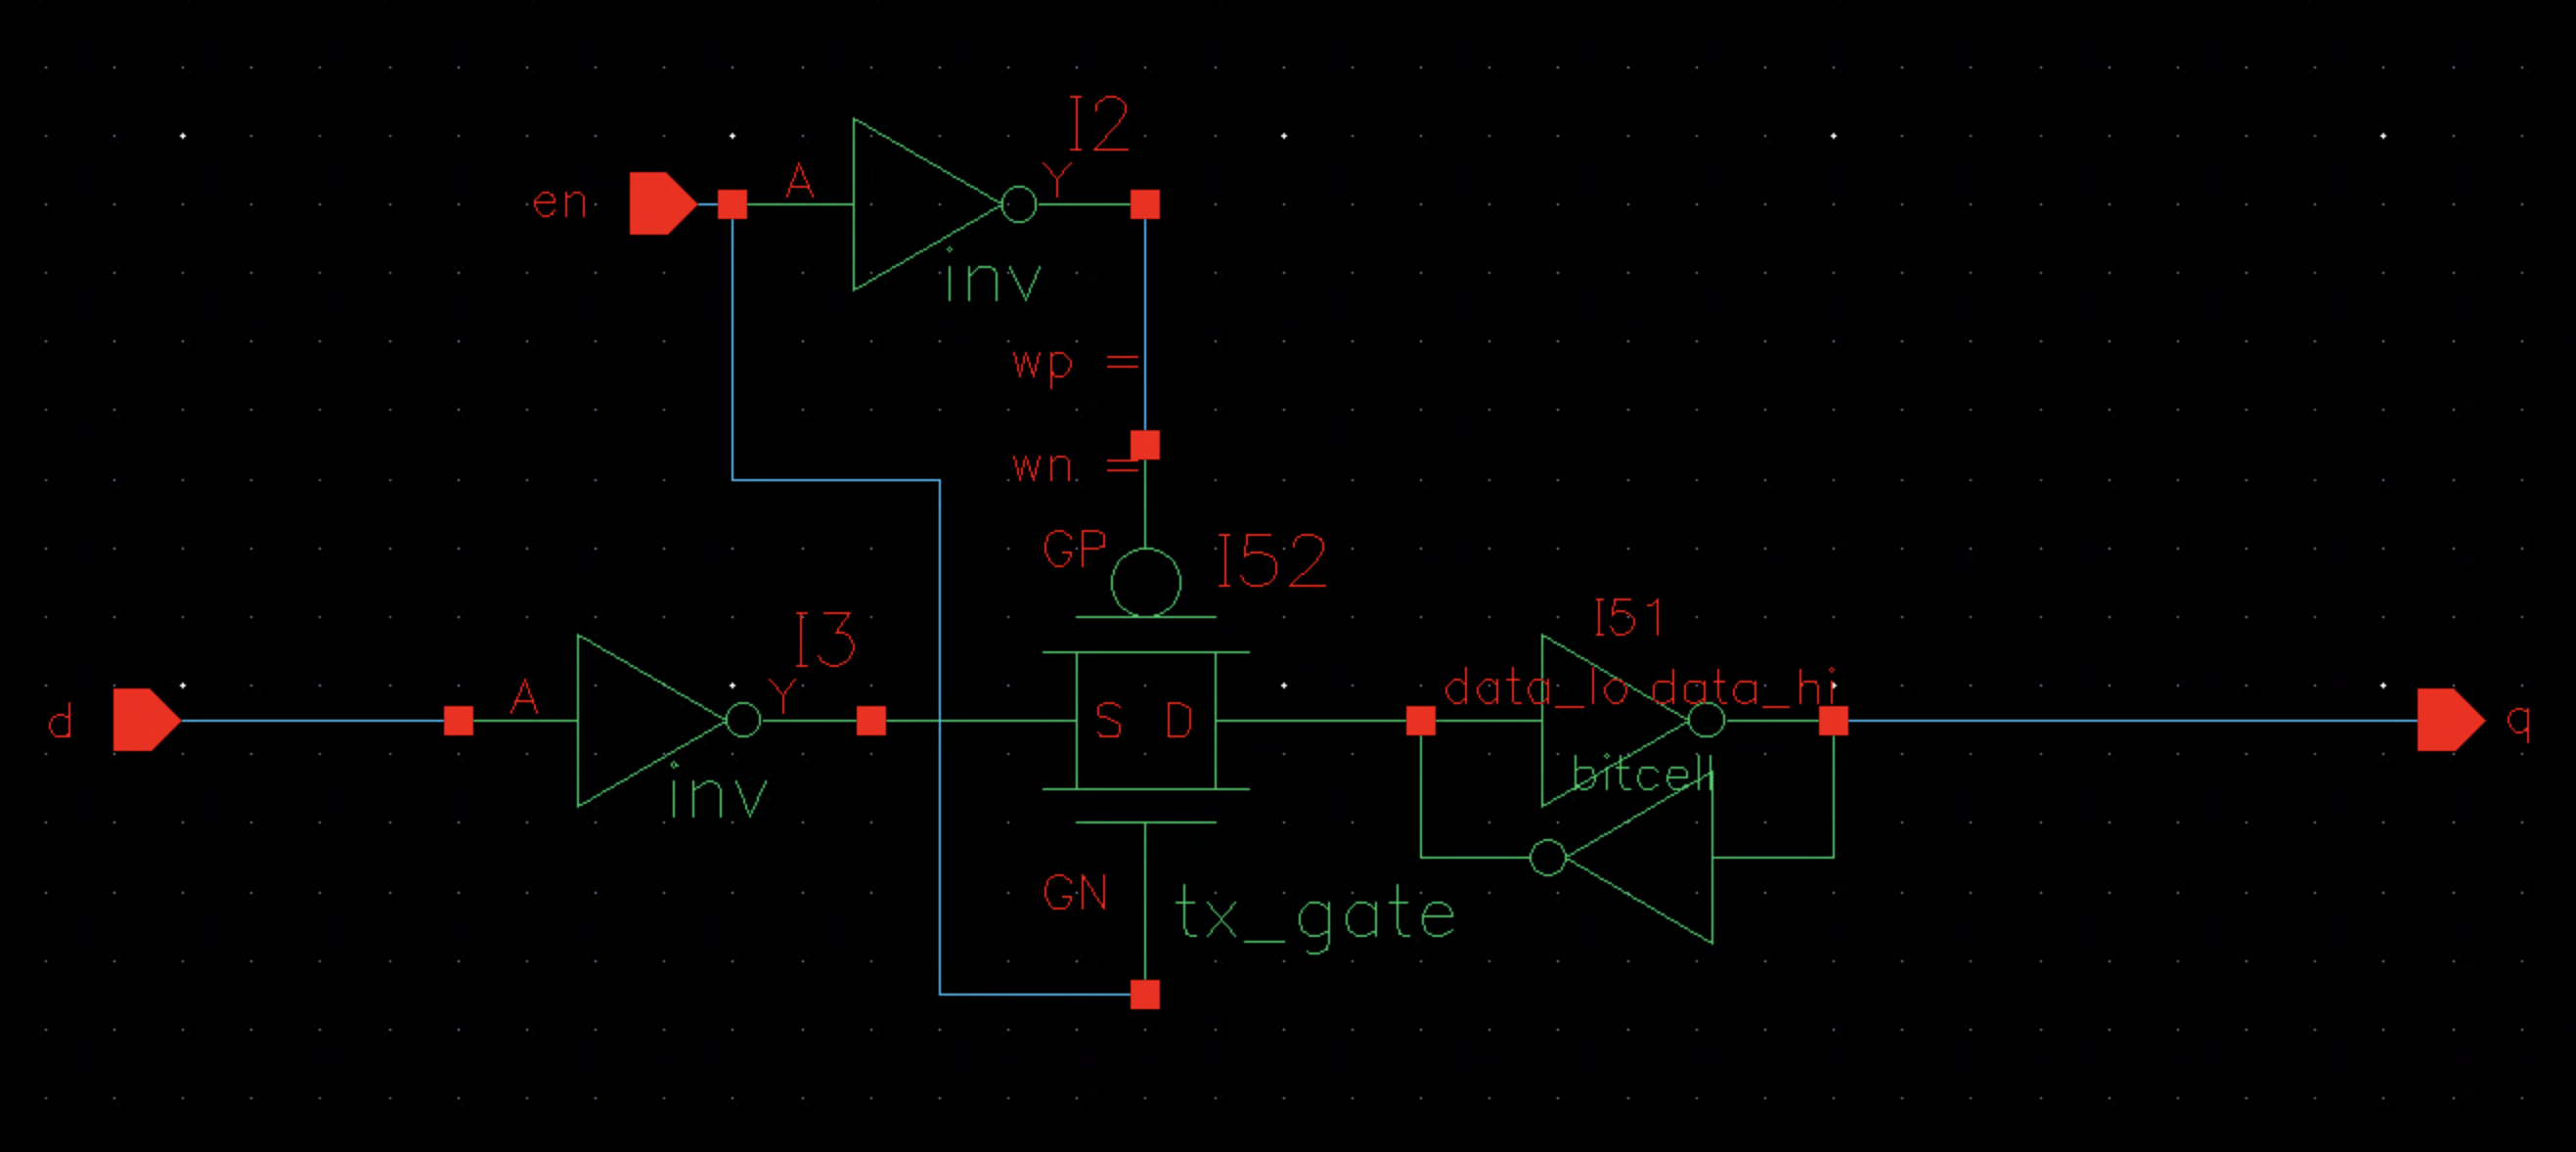 I2
en
A
Y
inv
wp =
wn =
GP
I52
I3
I51
d
A
Y
S
D
data_lo
data_hi
q
inv
bitcell
GN
tx_gate